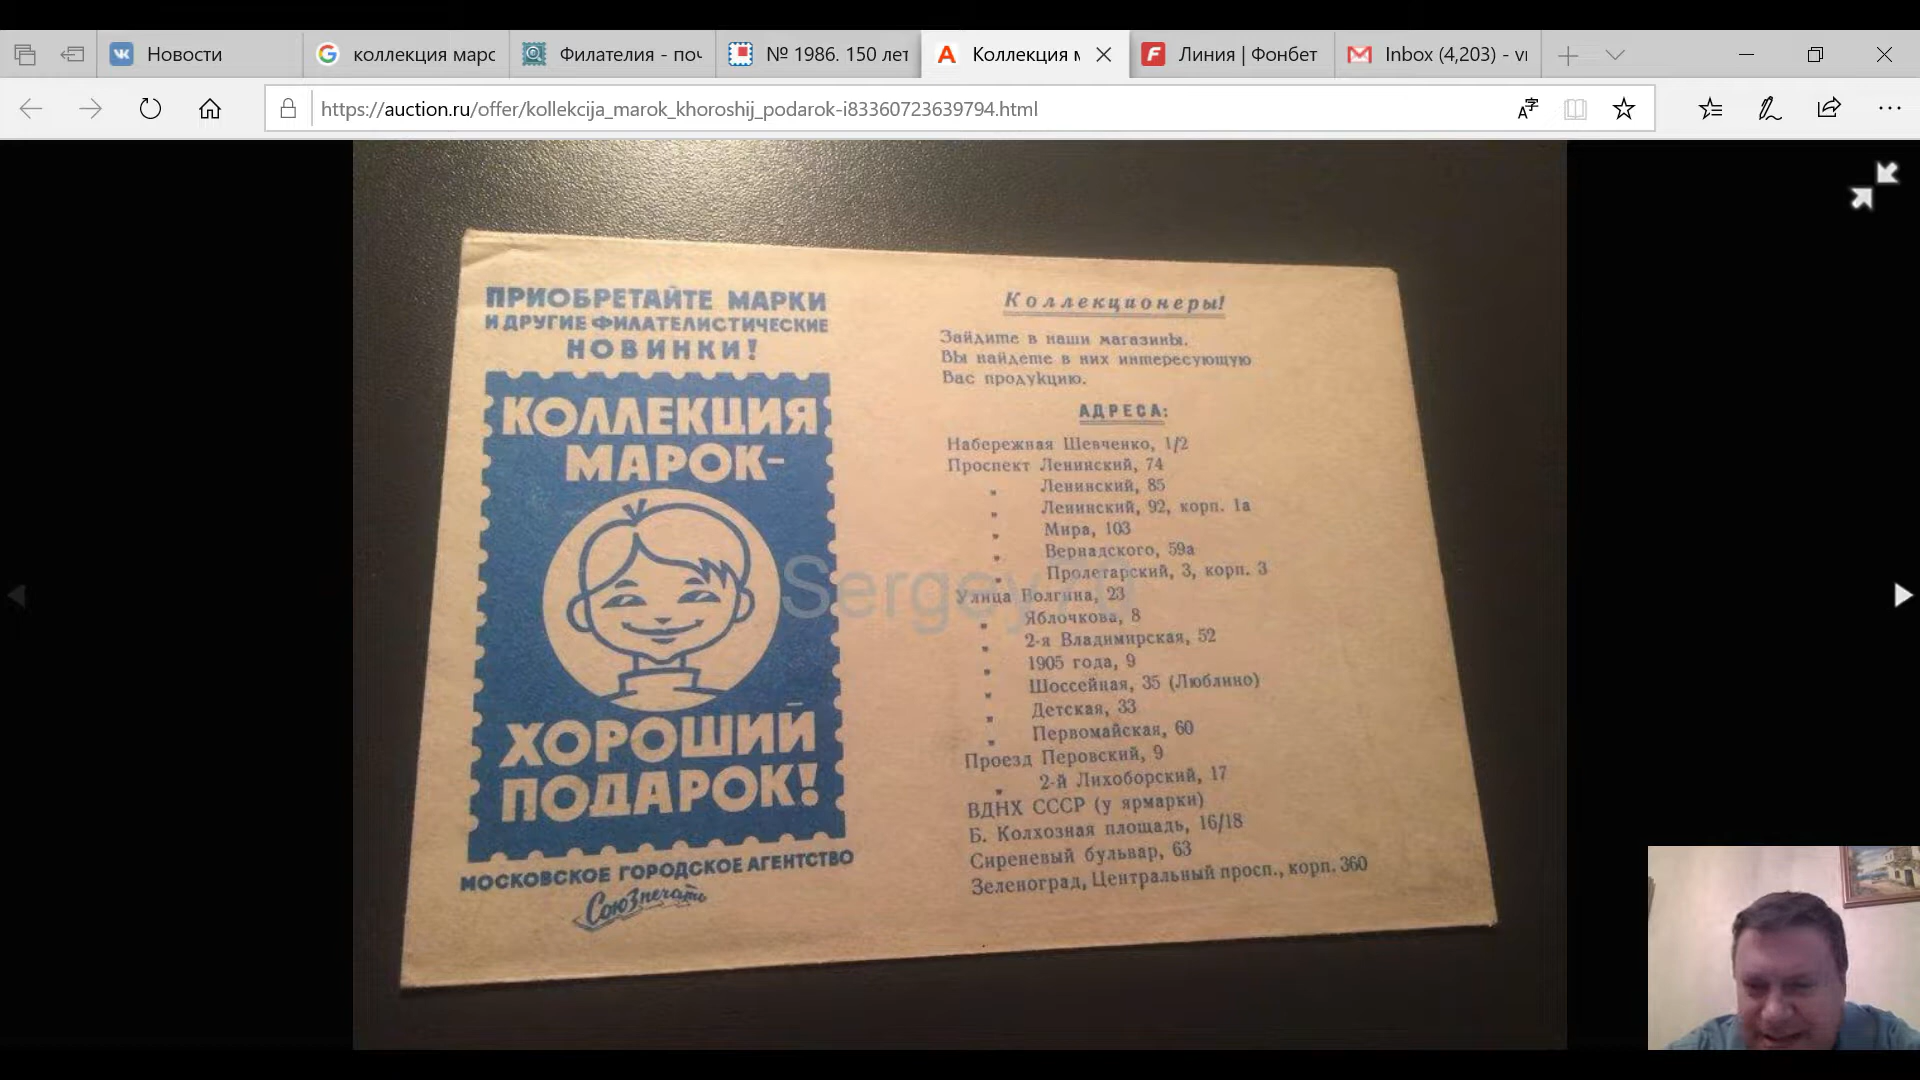 Новости
коллекция марс
Филателия - поч
№ 1986. 150 лет
Коллекция м
Линия | Фонбет
Inbox (4,203) - vi
https://auction.ru/offer/kollekcija_marok_khoroshij_podarok-i83360723639794.html
ПРИОБРЕТАЙТЕ МАРКИ
И ДРУГИЕ ФИЛАТЕЛИСТИЧЕСКИЕ
НОВИНКИ!
КОЛЛЕКЦИЯ
МАРОК-
ХОРОШИЙ
ПОДАРОК!
МОСКОВСКОЕ ГОРОДСКОЕ АГЕНТСТВО
Союзпечать
Коллекционеры!
Зайдите в наши магазины.
Вы найдете в них интересующую
Вас продукцию.
АДРЕСА:
Набережная Шевченко, 1/2
Проспект Ленинский, 74
" Ленинский, 85
" Ленинский, 92, корп. 1а
" Мира, 103
" Вернадского, 59а
" Пролетарский, 3, корп. 3
Улица Волгина, 23
" Яблочкова, 8
" 2-я Владимирская, 52
" 1905 года, 9
" Шоссейная, 35 (Люблино)
" Детская, 33
" Первомайская, 60
Проезд Перовский, 9
" 2-й Лихоборский, 17
ВДНХ СССР (у ярмарки)
Б. Колхозная площадь, 16/18
Сиреневый бульвар, 63
Зеленоград, Центральный просп., корп. 360
Sergey70